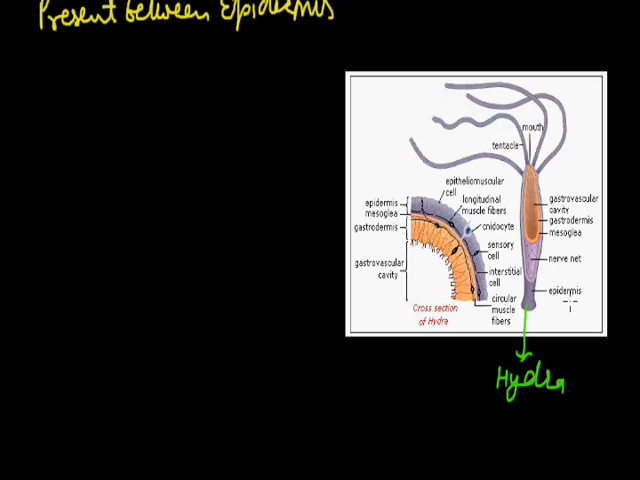 Present between Epidermis
mouth
tentacle
epitheliomuscular
cell
longitudinal
muscle fibers
epidermis
mesoglea
gastrodermis
cnidocyte
sensory
cell
gastrovascular
cavity
interstitial
cell
circular
muscle
fibers
Cross section
of Hydra
gastrovascular
cavity
gastrodermis
mesoglea
nerve net
epidermis
Hydra